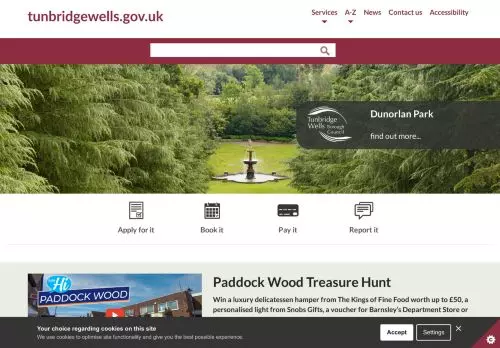 tunbridgewells.gov.uk
Services
A-Z
News
Contact us
Accessibility
Tunbridge
Wells Borough
Council
Dunorlan Park
find out more...
Apply for it
Book it
Pay it
Report it
Hi
PADDOCK WOOD
Paddock Wood Treasure Hunt
Win a luxury delicatessen hamper from The Kings of Fine Food worth up to £50, a
personalised light from Snobs Gifts, a voucher for Barnsley's Department Store or
Your choice regarding cookies on this site
We use cookies to optimise site functionality and give you the best possible experience.
Accept
Settings